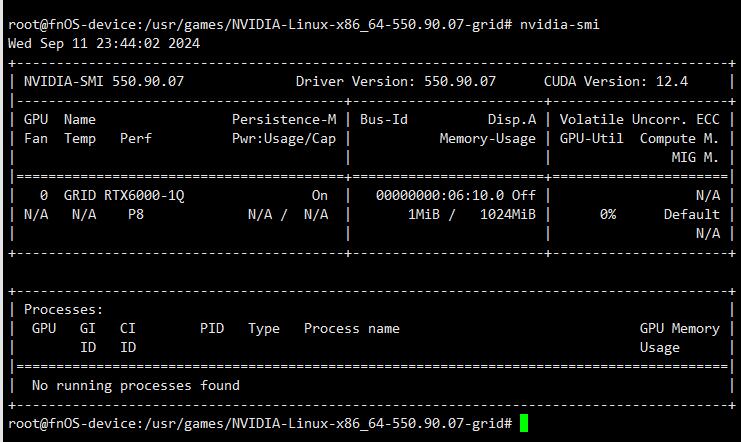 root@fnOS-device:/usr/games/NVIDIA-Linux-x86_64-550.90.07-grid# nvidia-smi
Wed Sep 11 23:44:02 2024
+-----------------------------------------------------------------------------------------+
| NVIDIA-SMI 550.90.07              Driver Version: 550.90.07      CUDA Version: 12.4     |
|-----------------------------------------+------------------------+----------------------+
| GPU  Name                 Persistence-M | Bus-Id          Disp.A | Volatile Uncorr. ECC |
| Fan  Temp   Perf          Pwr:Usage/Cap |           Memory-Usage | GPU-Util  Compute M. |
|                                         |                        |               MIG M. |
|=========================================+========================+======================|
|   0  GRID RTX6000-1Q                On  |   00000000:06:10.0 Off |                  N/A |
| N/A   N/A    P8             N/A /  N/A  |       1MiB /   1024MiB |      0%      Default |
|                                         |                        |                  N/A |
+-----------------------------------------+------------------------+----------------------+
+-----------------------------------------------------------------------------------------+
| Processes:                                                                              |
|  GPU   GI   CI        PID   Type   Process name                              GPU Memory |
|        ID   ID                                                               Usage      |
|=========================================================================================|
|  No running processes found                                                             |
+-----------------------------------------------------------------------------------------+
root@fnOS-device:/usr/games/NVIDIA-Linux-x86_64-550.90.07-grid#